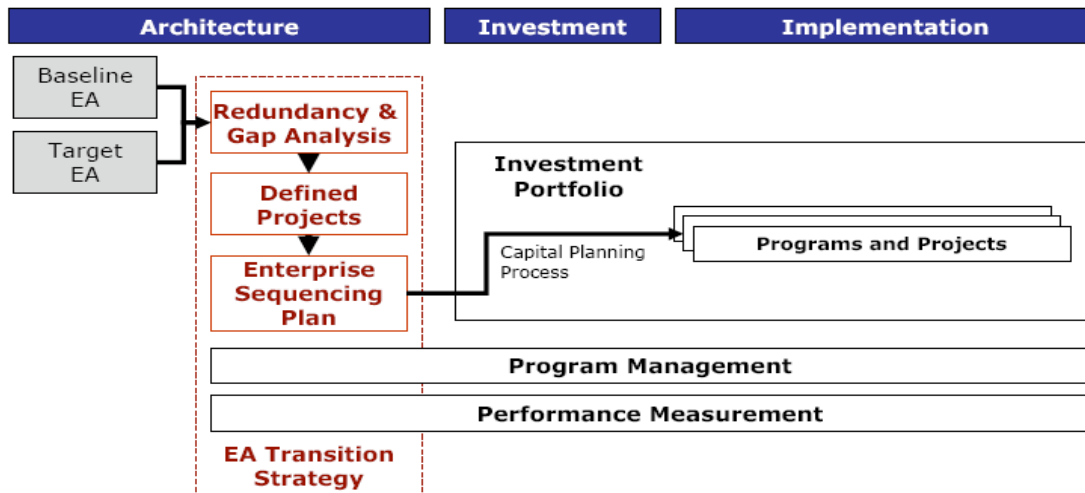 Architecture
Investment
Implementation
Baseline
EA
Target
EA
Redundancy &
Gap Analysis
Defined
Projects
Enterprise
Sequencing
Plan
Investment
Portfolio
Capital Planning
Process
Programs and Projects
Program Management
Performance Measurement
EA Transition
Strategy